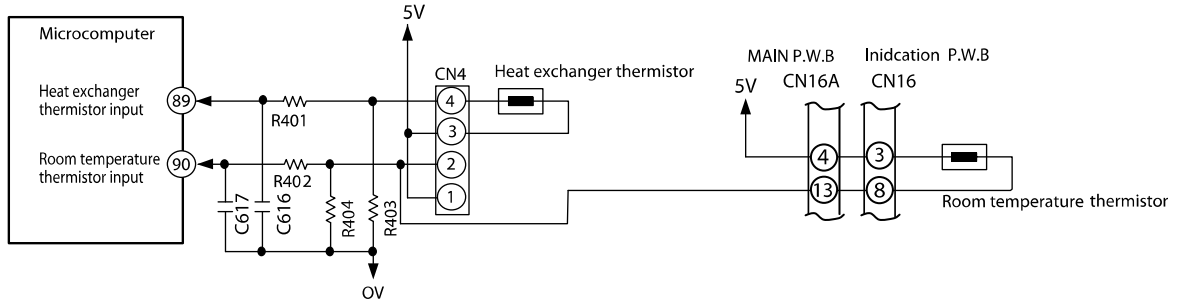 Microcomputer
Heat exchanger
thermistor input
89
Room temperature
thermistor input
90
R401
R402
C617
C616
R404
R403
OV
5V
CN4
4
3
2
1
Heat exchanger thermistor
MAIN P.W.B
CN16A
Inidcation P.W.B
CN16
5V
4
3
13
8
Room temperature thermistor